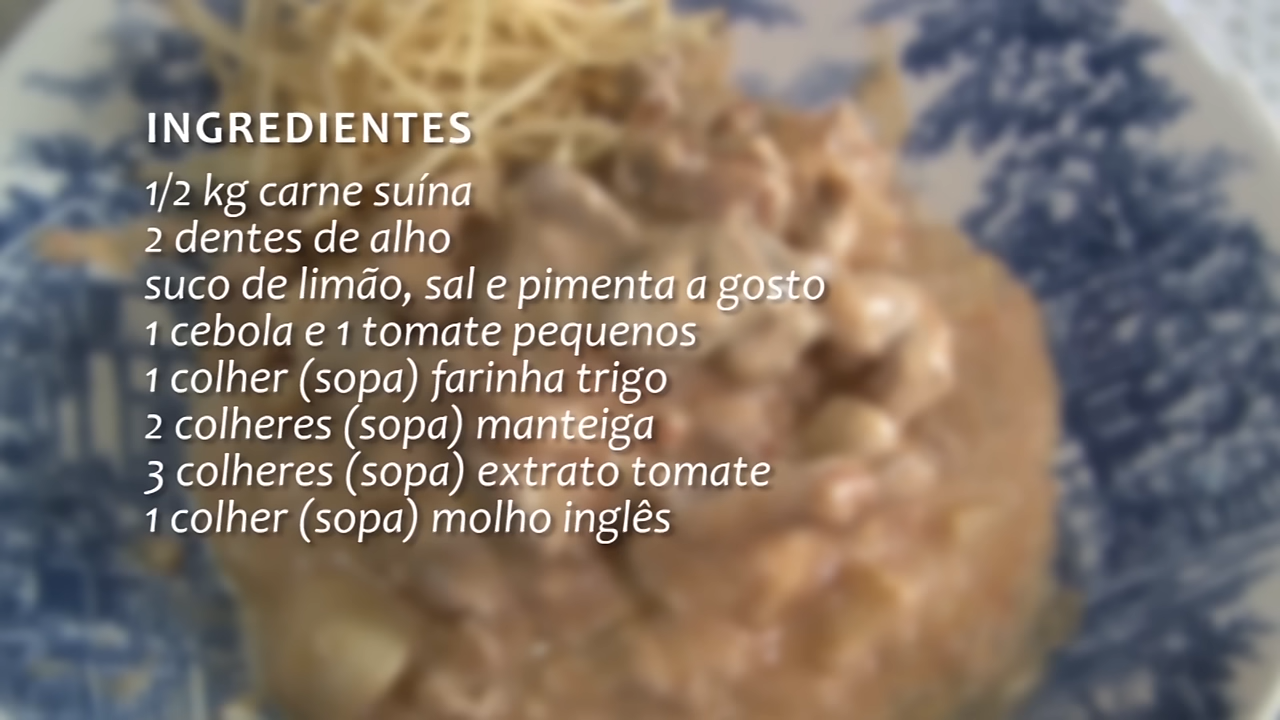 INGREDIENTES
1/2 kg carne suína
2 dentes de alho
suco de limão, sal e pimenta a gosto
1 cebola e 1 tomate pequenos
1 colher (sopa) farinha trigo
2 colheres (sopa) manteiga
3 colheres (sopa) extrato tomate
1 colher (sopa) molho inglês